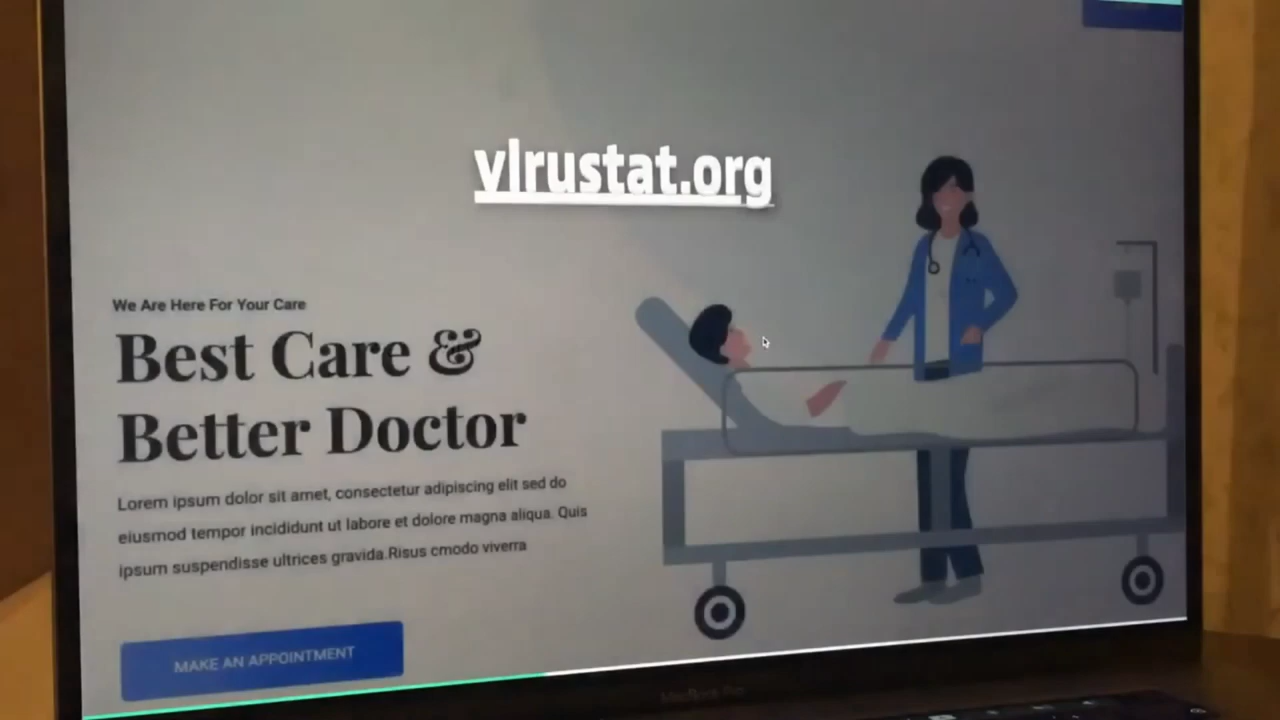 vlrustat.org
We Are Here For Your Care
Best Care &
Better Doctor
Lorem ipsum dolor sit amet, consectetur adipiscing elit sed do
eiusmod tempor incididunt ut labore et dolore magna aliqua. Quis
ipsum suspendisse ultrices gravida.Risus cmodo viverra
MAKE AN APPOINTMENT
MacBook Pro